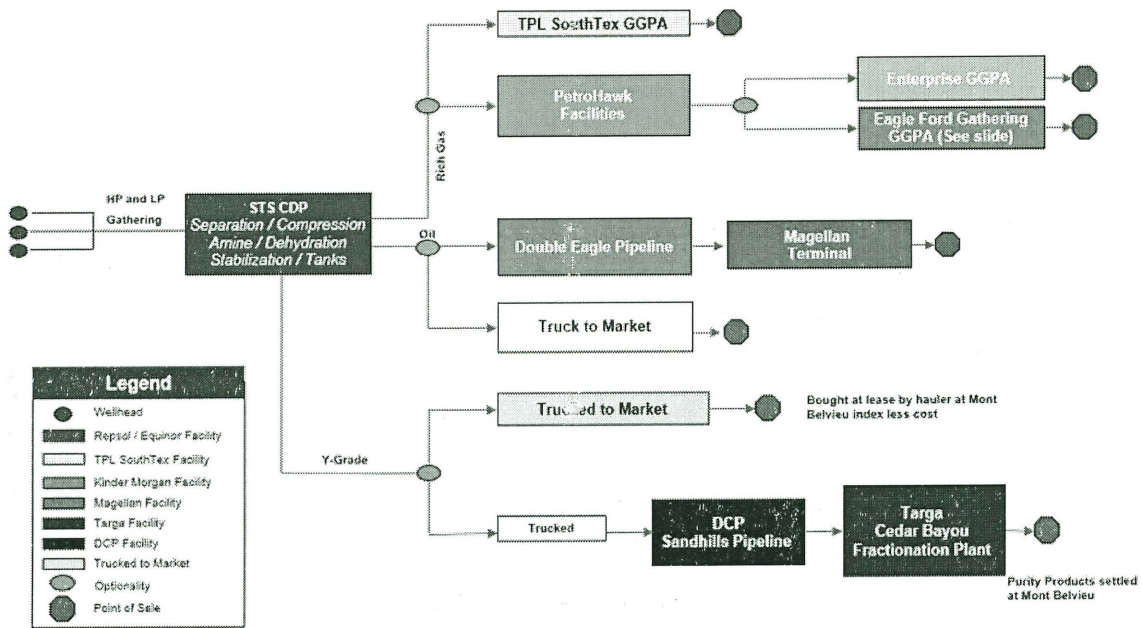 TPL SouthTex GGPA
PetroHawk
Facilities
Enterprise GGPA
Eagle Ford Gathering
GGPA (See slide)
Rich Gas
HP and LP
Gathering
STS CDP
Separation / Compression
Amine / Dehydration
Stabilization / Tanks
Oil
Double Eagle Pipeline
Magellan
Terminal
Truck to Market
Trucked to Market
Bought at lease by hauler at Mont
Belvieu index less cost
Y-Grade
Trucked
DCP
Sandhills Pipeline
Targa
Cedar Bayou
Fractionation Plant
Purity Products settled
at Mont Belvieu
Legend
Wellhead
Repsol / Equinor Facility
TPL SouthTex Facility
Kinder Morgan Facility
Magellan Facility
Targa Facility
DCP Facility
Trucked to Market
Optionality
Point of Sale